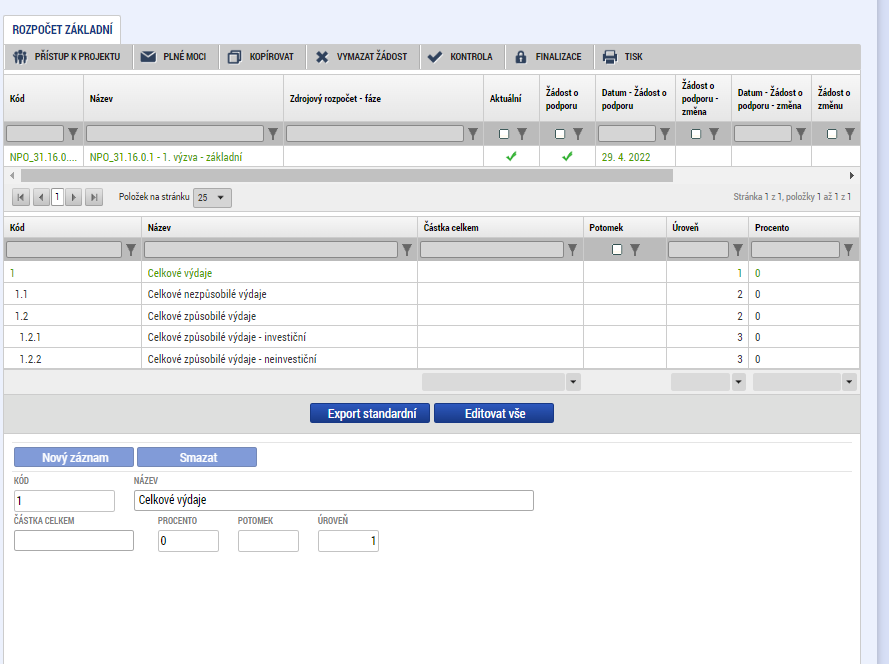 ROZPOČET ZÁKLADNÍ
PŘÍSTUP K PROJEKTU PLNÉ MOCI KOPÍROVAT VYMAZAT ŽÁDOST KONTROLA FINALIZACE TISK
Kód Název Zdrojový rozpočet - fáze Aktuální Žádost o podporu Datum - Žádost o podporu Žádost o podporu - změna Datum - Žádost o podporu - změna Žádost o změnu
NPO_31.16.0.... NPO_31.16.0.1 - 1. výzva - základní 29. 4. 2022
1 Položek na stránku 25 Stránka 1 z 1, položky 1 až 1 z 1
Kód Název Částka celkem Potomek Úroveň Procento
1 Celkové výdaje 1 0
1.1 Celkové nezpůsobilé výdaje 2 0
1.2 Celkové způsobilé výdaje 2 0
1.2.1 Celkové způsobilé výdaje - investiční 3 0
1.2.2 Celkové způsobilé výdaje - neinvestiční 3 0
Export standardní Editovat vše
Nový záznam Smazat
KÓD NÁZEV
1 Celkové výdaje
ČÁSTKA CELKEM PROCENTO POTOMEK ÚROVEŇ
0 1